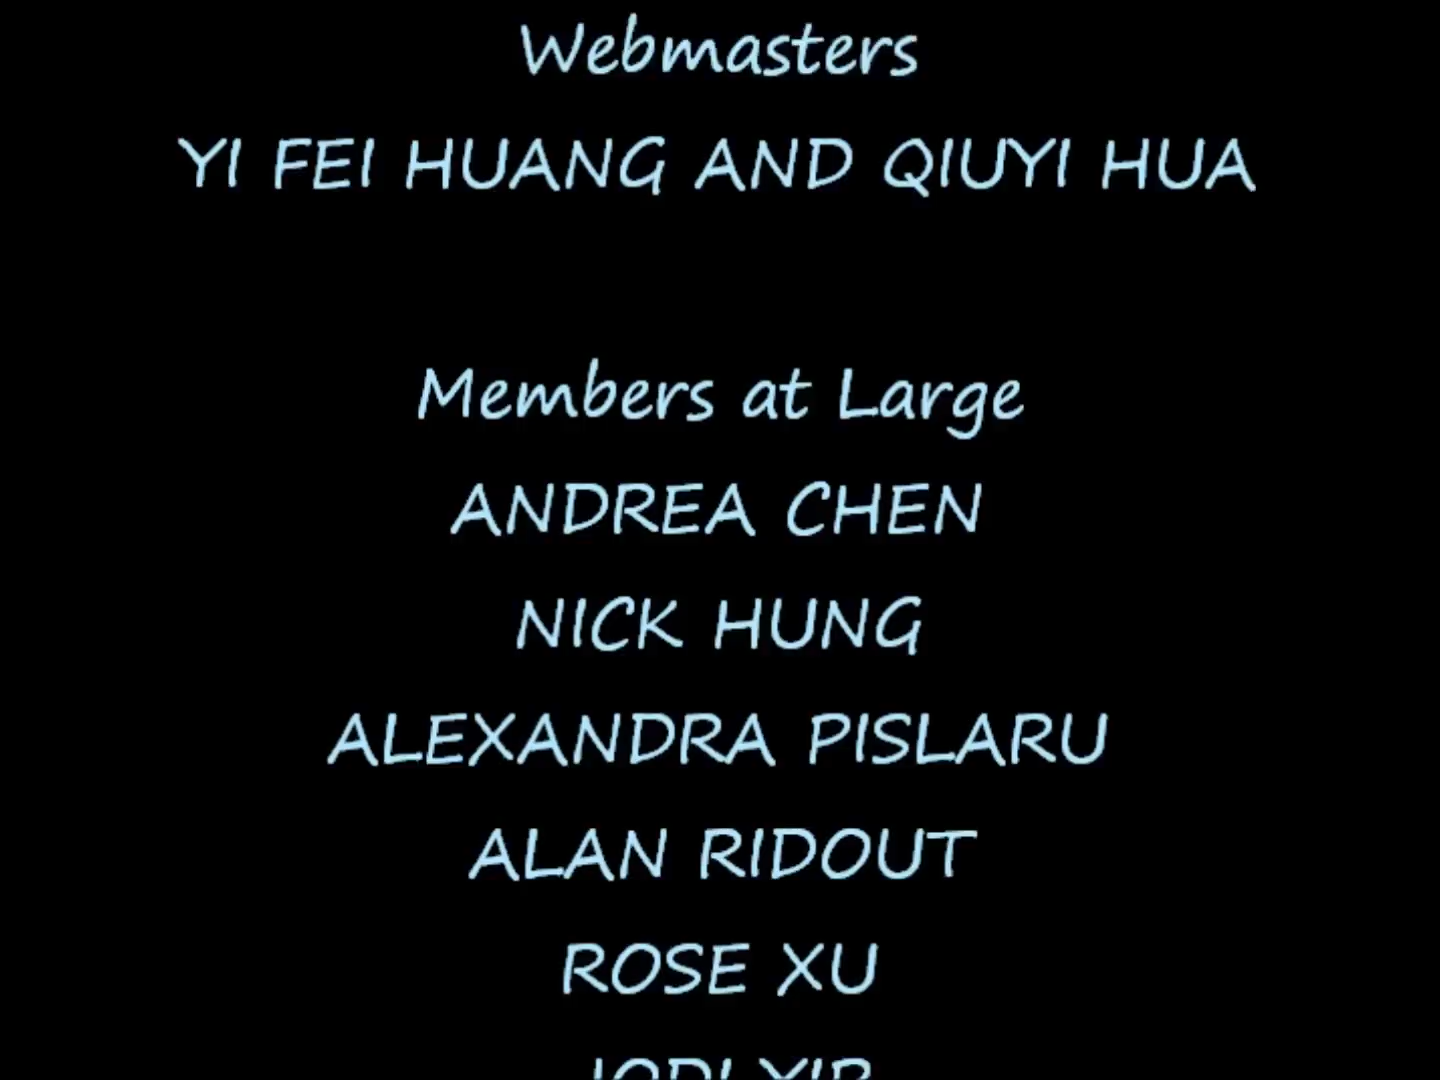 Webmasters
YI FEI HUANG AND QIUYI HUA
Members at Large
ANDREA CHEN
NICK HUNG
ALEXANDRA PISLARU
ALAN RIDOUT
ROSE XU